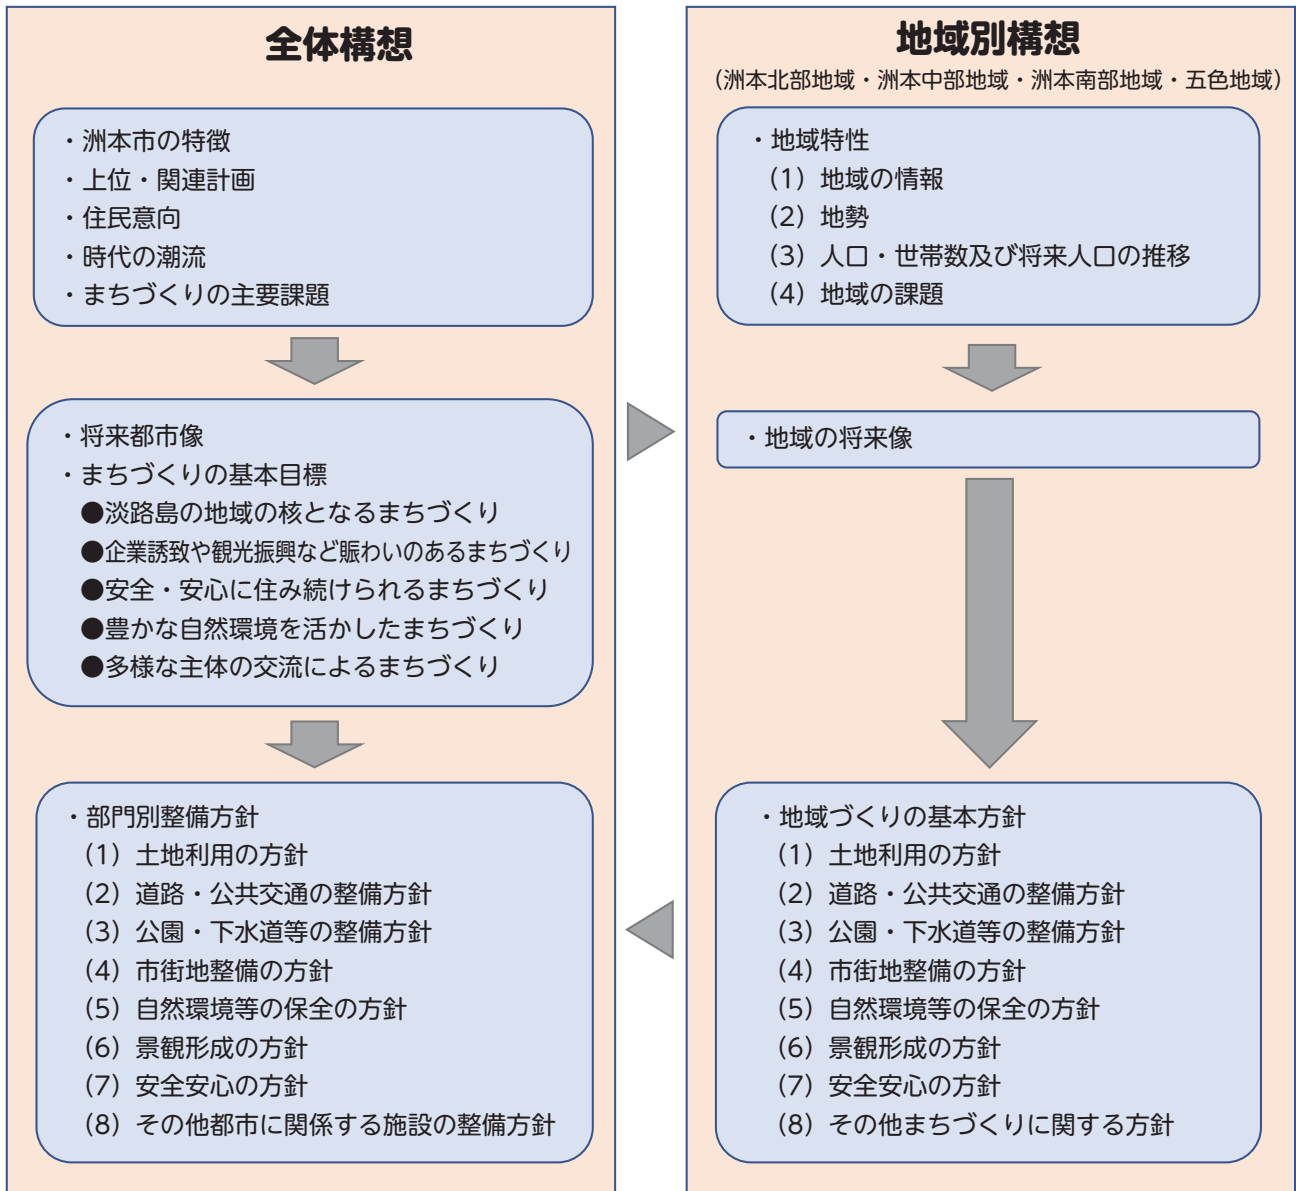 全体構想
・洲本市の特徴
・上位・関連計画
・住民意向
・時代の潮流
・まちづくりの主要課題
・将来都市像
・まちづくりの基本目標
●淡路島の地域の核となるまちづくり
●企業誘致や観光振興など賑わいのあるまちづくり
●安全・安心に住み続けられるまちづくり
●豊かな自然環境を活かしたまちづくり
●多様な主体の交流によるまちづくり
・部門別整備方針
（1）土地利用の方針
（2）道路・公共交通の整備方針
（3）公園・下水道等の整備方針
（4）市街地整備の方針
（5）自然環境等の保全の方針
（6）景観形成の方針
（7）安全安心の方針
（8）その他都市に関係する施設の整備方針
地域別構想
（洲本北部地域・洲本中部地域・洲本南部地域・五色地域）
・地域特性
（1）地域の情報
（2）地勢
（3）人口・世帯数及び将来人口の推移
（4）地域の課題
・地域の将来像
・地域づくりの基本方針
（1）土地利用の方針
（2）道路・公共交通の整備方針
（3）公園・下水道等の整備方針
（4）市街地整備の方針
（5）自然環境等の保全の方針
（6）景観形成の方針
（7）安全安心の方針
（8）その他まちづくりに関する方針